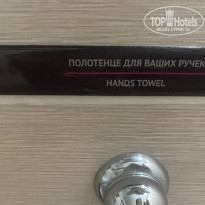 TOP Hotels
ПОЛОТЕНЦЕ ДЛЯ ВАШИХ РУЧЕК
HANDS TOWEL